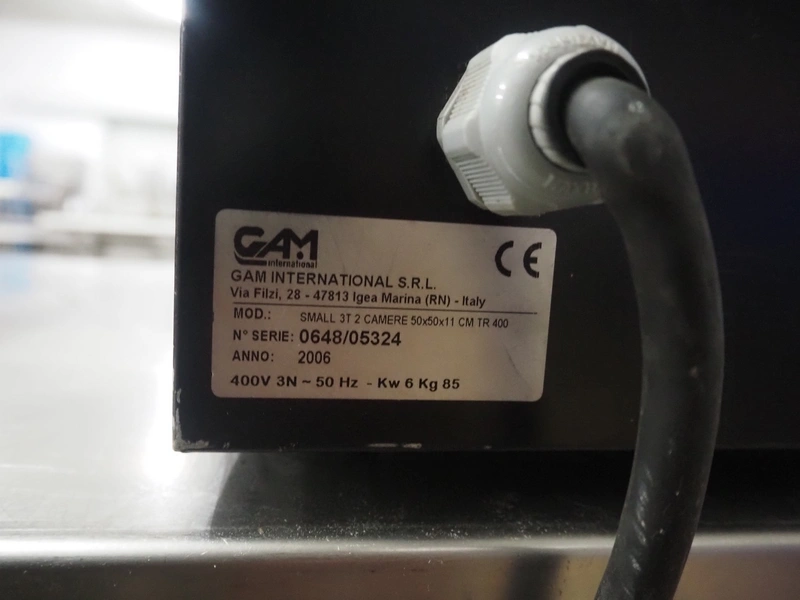 GAM
international
CE
GAM INTERNATIONAL S.R.L.
Via Filzi, 28 - 47813 Igea Marina (RN) - Italy
MOD.: SMALL 3T 2 CAMERE 50x50x11 CM TR 400
N° SERIE: 0648/05324
ANNO: 2006
400V 3N ~ 50 Hz - Kw 6 Kg 85